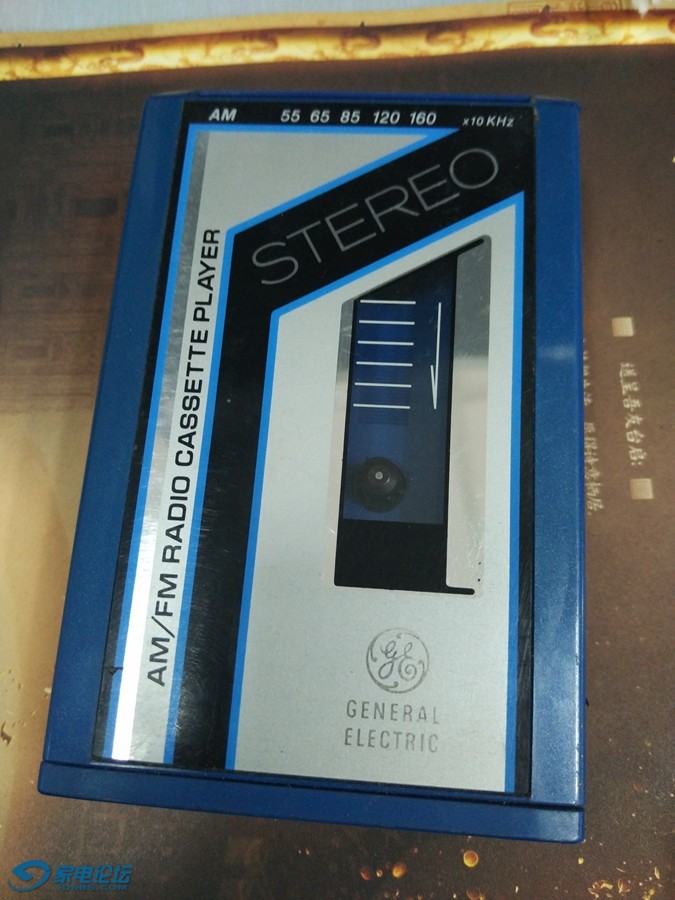 AM 55 65 85 120 160 x10 KHz
STEREO
AM/FM RADIO CASSETTE PLAYER
GE
GENERAL
ELECTRIC
家电论坛